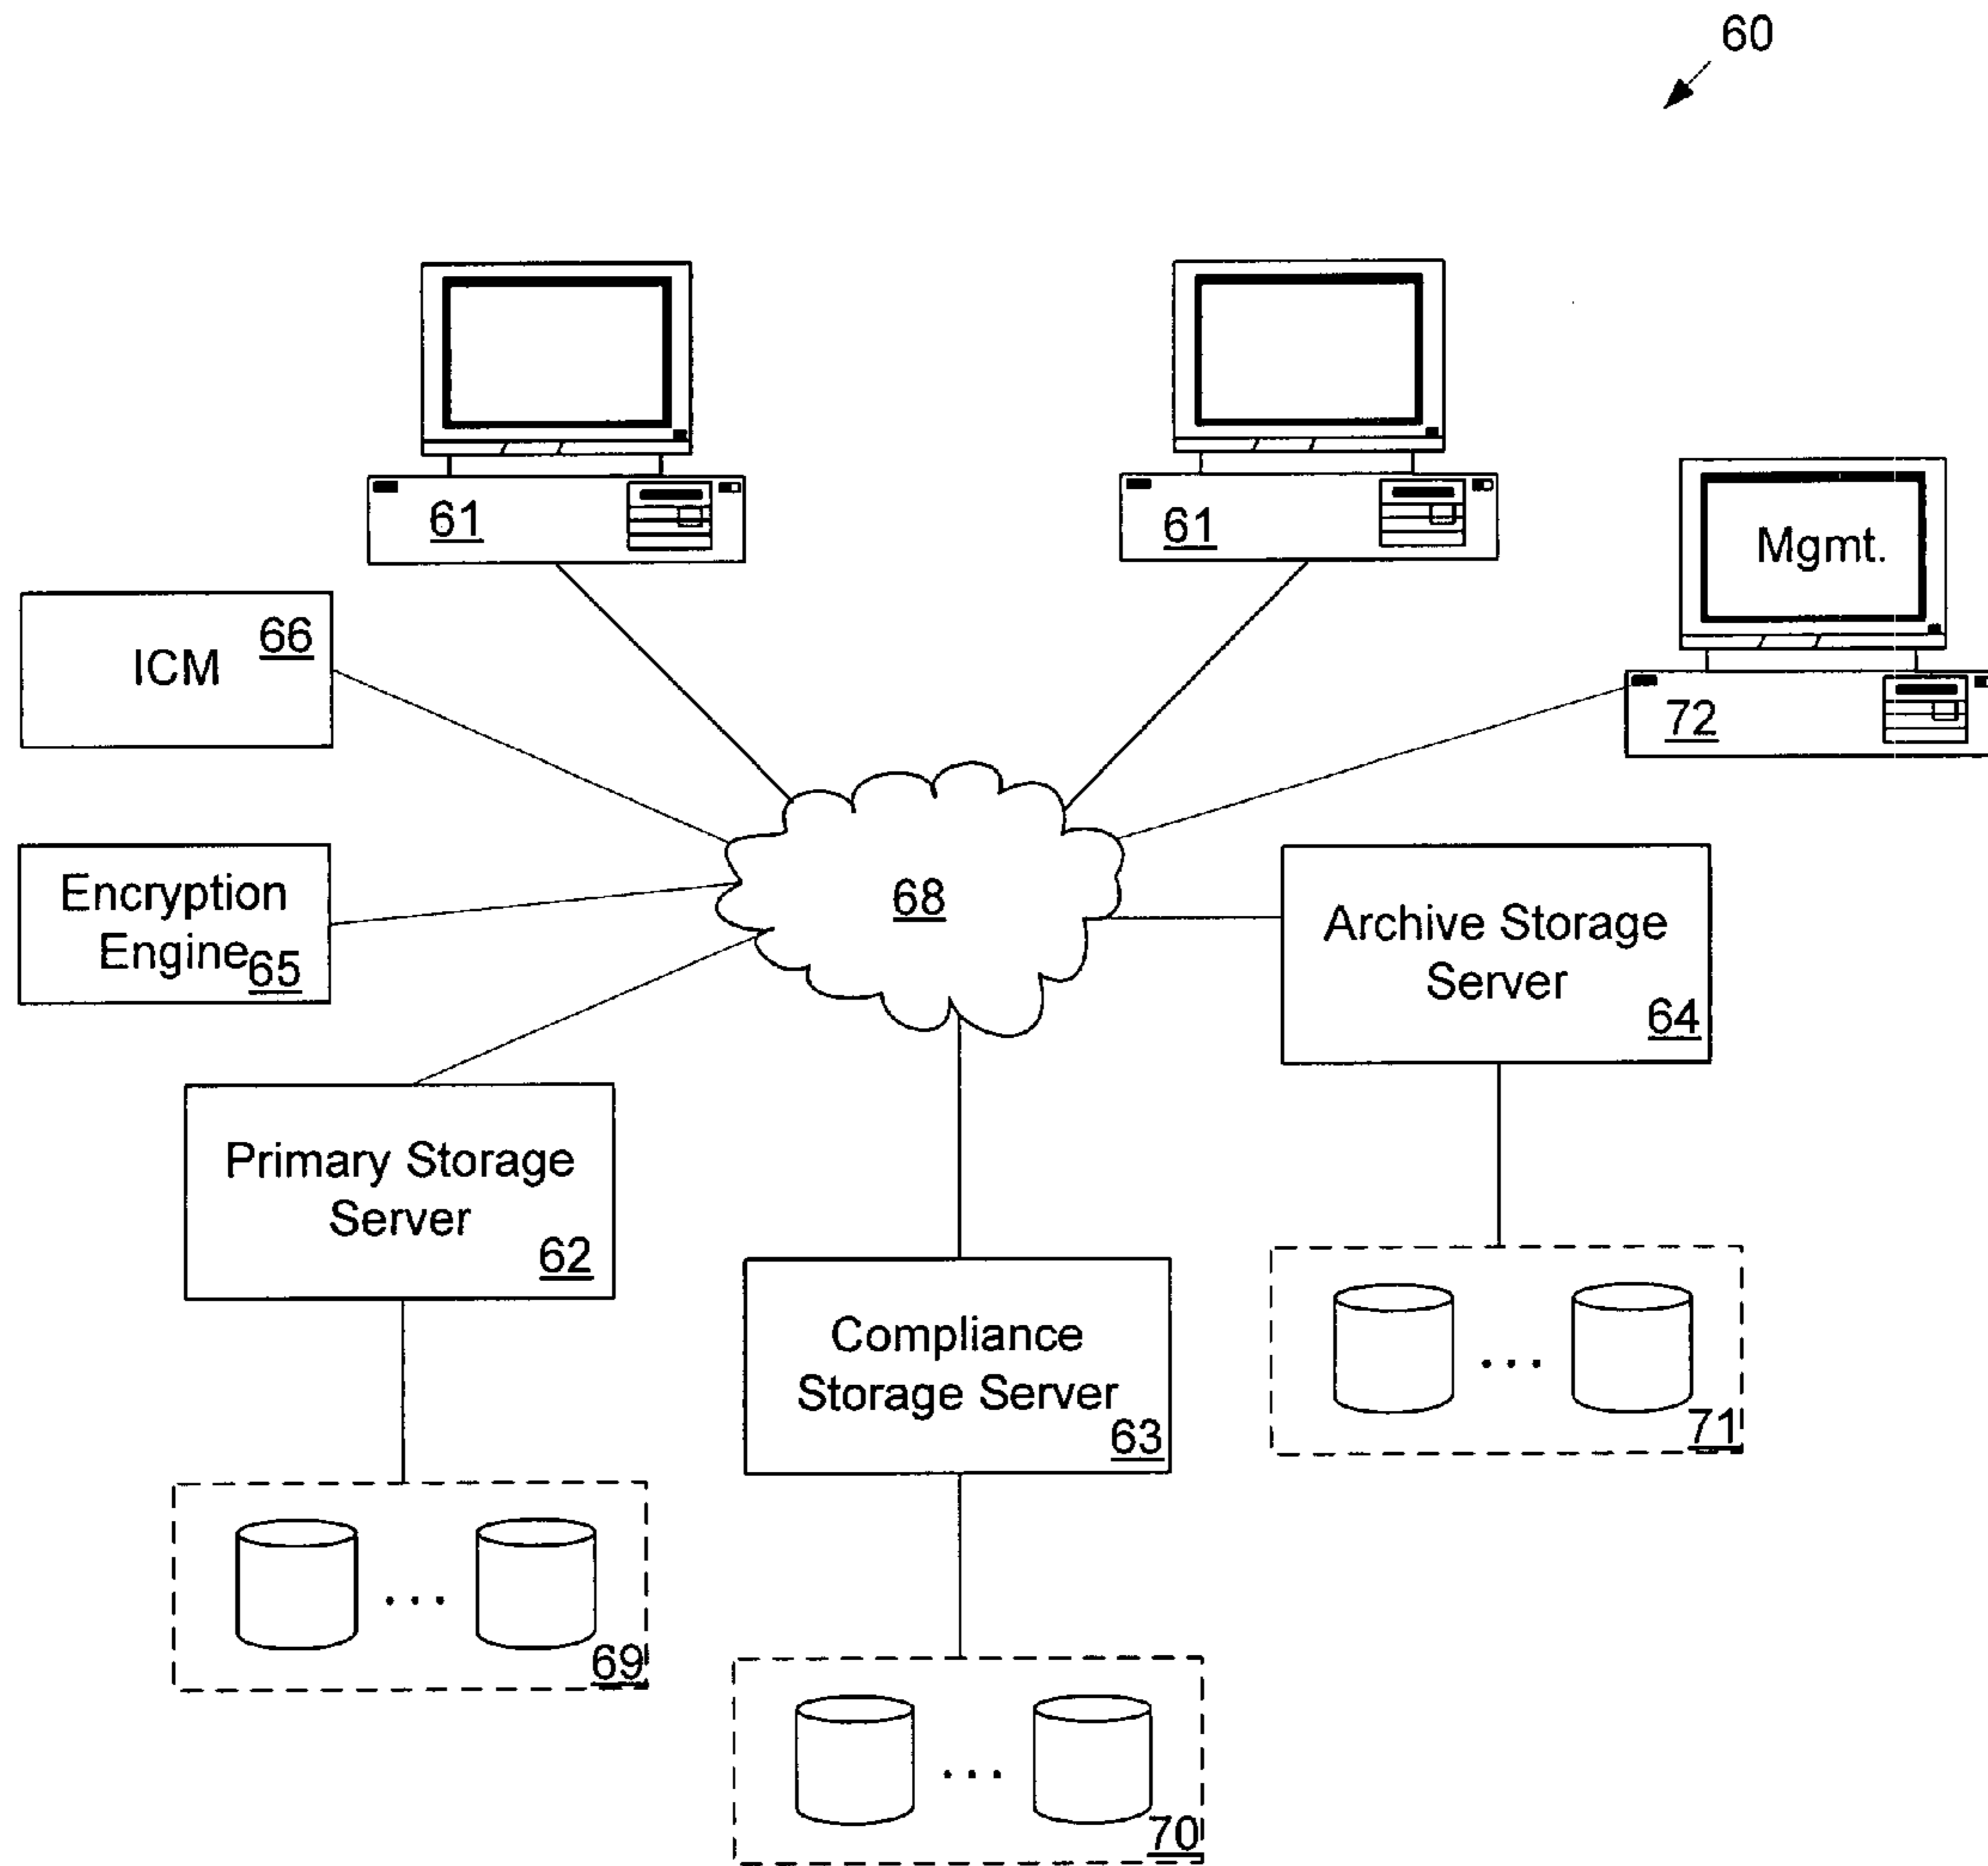 60
61
61
Mgmt.
72
ICM
66
Encryption
Engine
65
68
Archive Storage
Server
64
Primary Storage
Server
62
Compliance
Storage Server
63
...
71
...
69
...
70